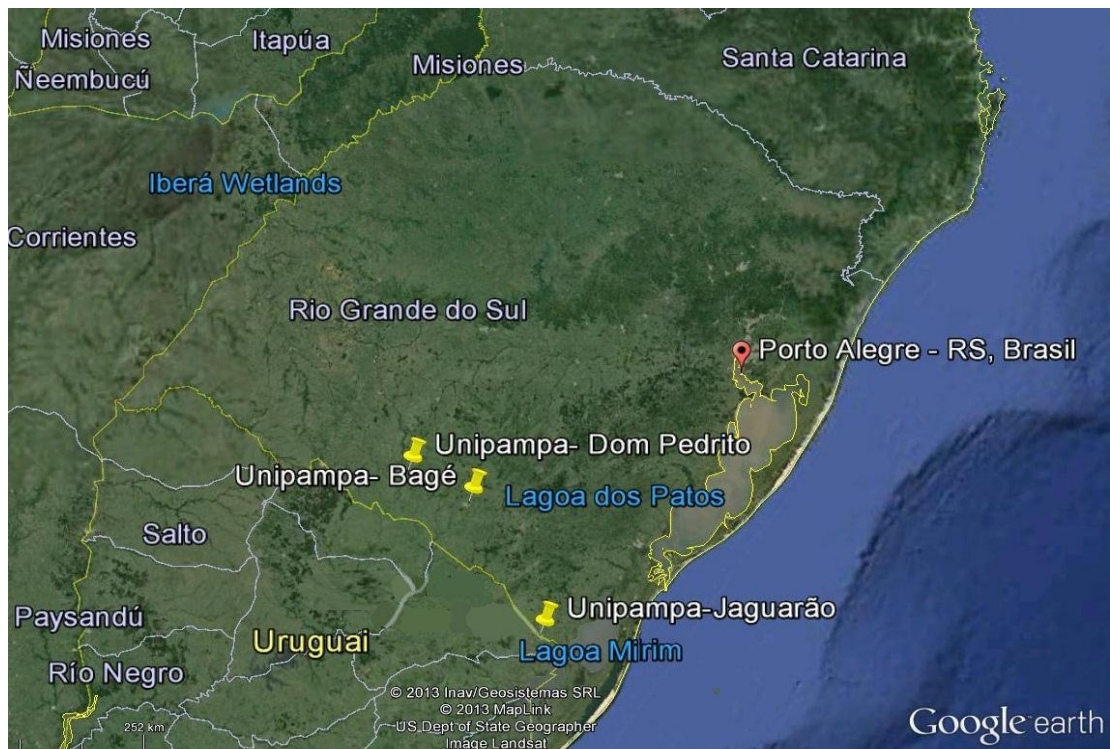 Misiones
Itapúa
Ñeembucú
Misiones
Santa Catarina
Iberá Wetlands
Corrientes
Rio Grande do Sul
Porto Alegre - RS, Brasil
Unipampa- Dom Pedrito
Unipampa- Bagé
Lagoa dos Patos
Salto
Unipampa-Jaguarão
Paysandú
Uruguai
Lagoa Mirim
Río Negro
© 2013 Inav/Geosistemas SRL
© 2013 MapLink
US Dept of State Geographer
Image Landsat
252 km
Google earth